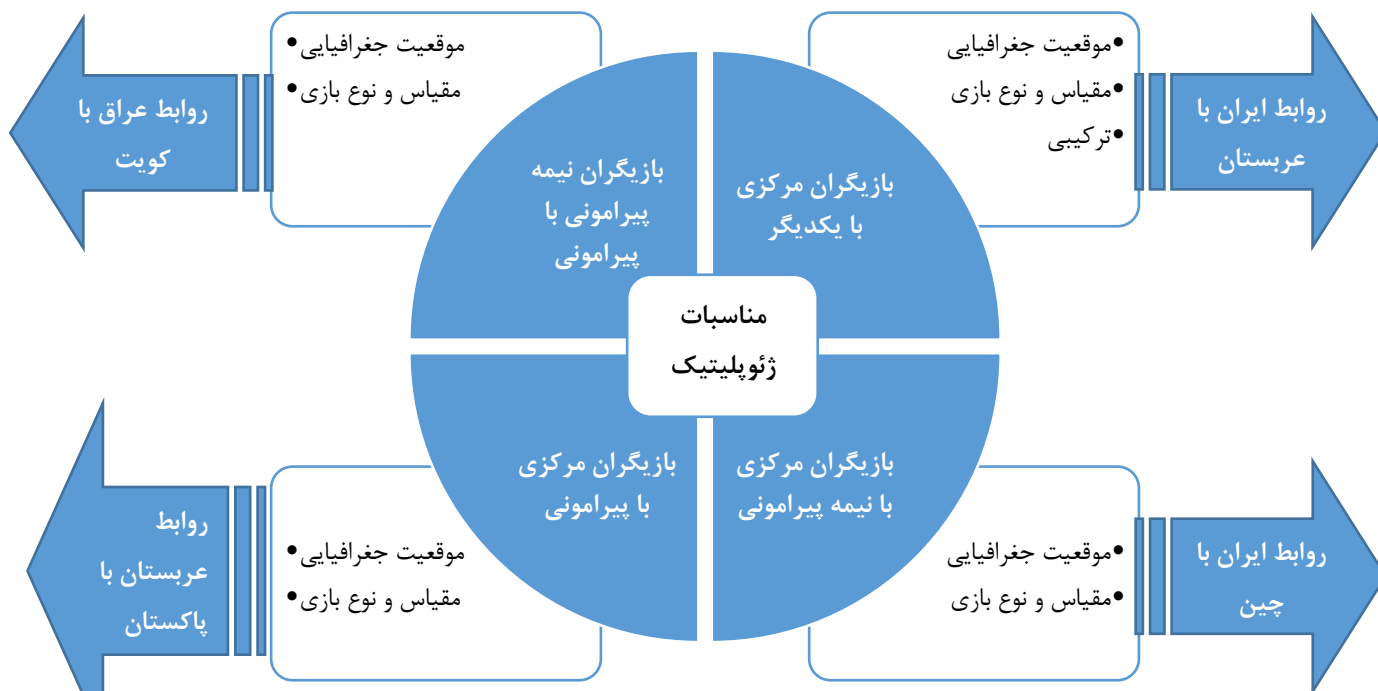 •موقعیت جغرافیایی
•مقیاس و نوع بازی
•ترکیبی
روابط ایران با
عربستان
بازیگران مرکزی
با یکدیگر
•موقعیت جغرافیایی
•مقیاس و نوع بازی
روابط عراق با
کویت
بازیگران نیمه
پیرامونی با
پیرامونی
مناسبات
ژئوپلیتیک
بازیگران مرکزی
با نیمه پیرامونی
•موقعیت جغرافیایی
•مقیاس و نوع بازی
روابط ایران با
چین
بازیگران مرکزی
با پیرامونی
•موقعیت جغرافیایی
•مقیاس و نوع بازی
روابط
عربستان با
پاکستان